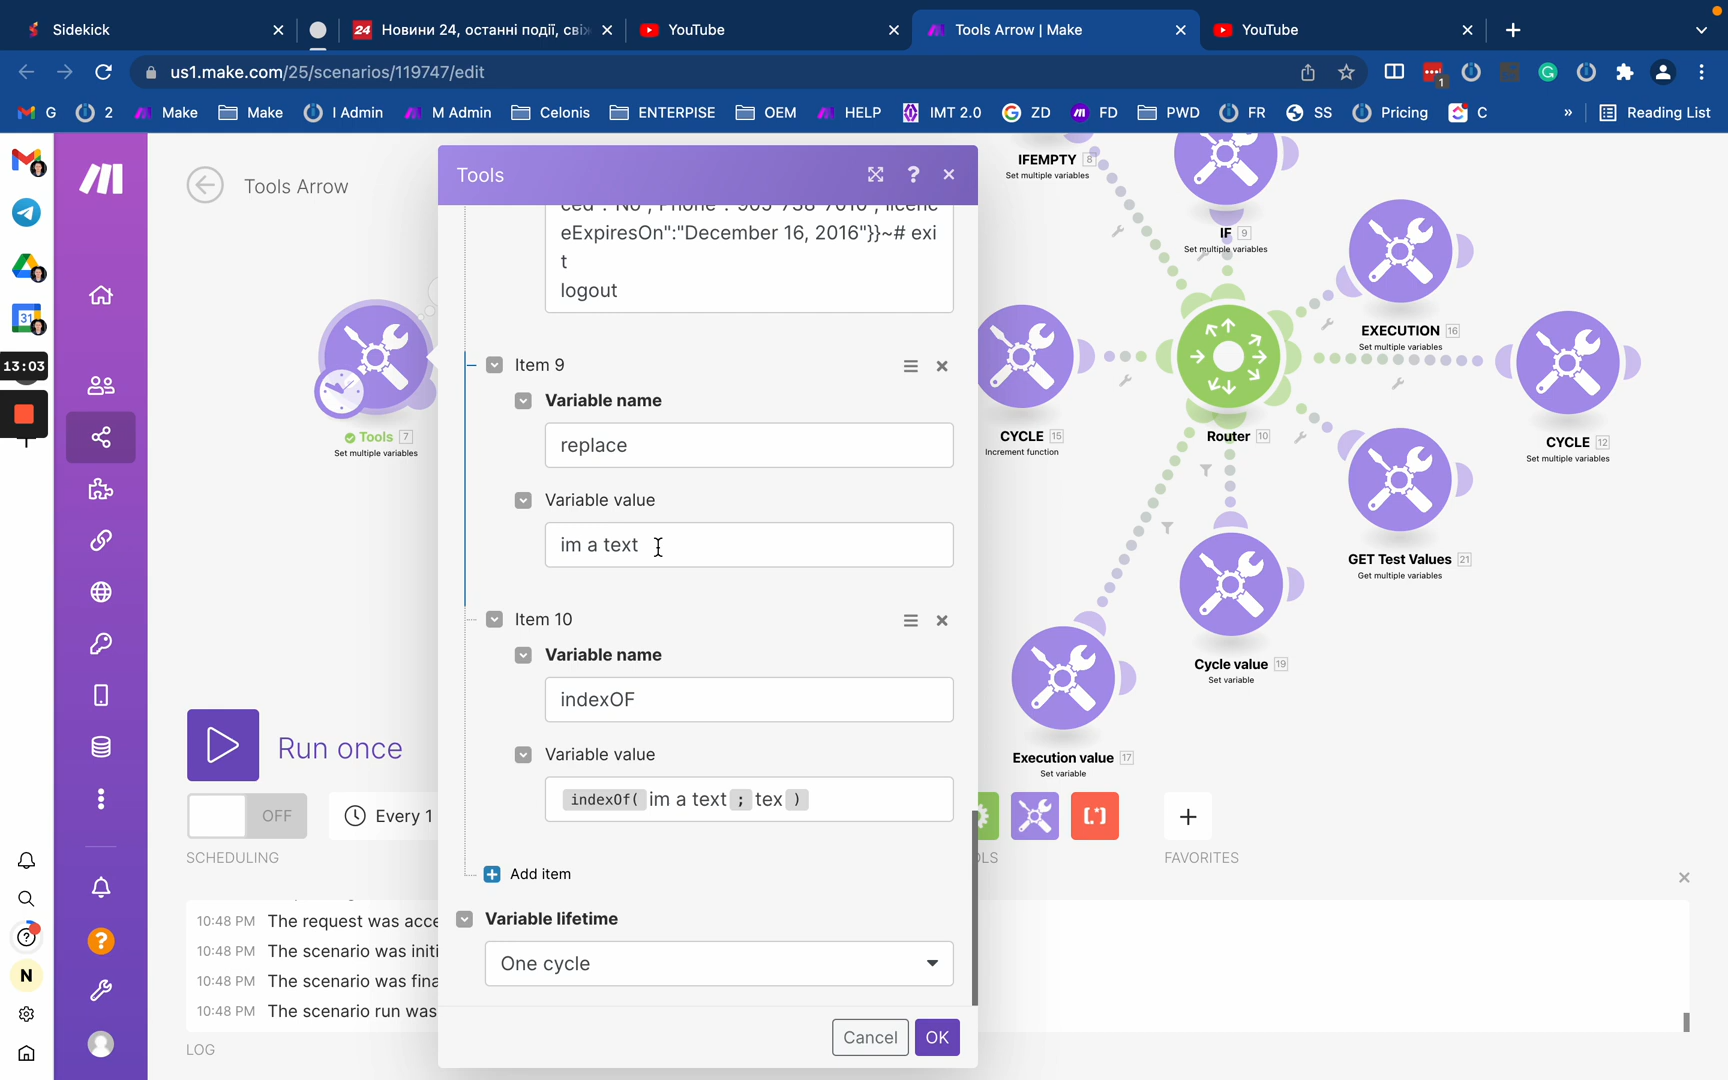 Sidekick
24 Новини 24, останні події, сві
YouTube
Tools Arrow | Make
YouTube
us1.make.com/25/scenarios/119747/edit
1
G
2
Make
Make
I Admin
M Admin
Celonis
ENTERPISE
OEM
HELP
IMT 2.0
ZD
FD
PWD
FR
SS
Pricing
C
»
Reading List
31
13:03
N
Tools Arrow
Tools 7
Set multiple variables
Run once
OFF
Every 1
SCHEDULING
10:48 PM The request was acce
10:48 PM The scenario was initi
10:48 PM The scenario was fina
10:48 PM The scenario run was
LOG
Tools
?
eExpiresOn":"December 16, 2016"}}~# exi
t
logout
Item 9
Variable name
replace
Variable value
im a text
Item 10
Variable name
indexOF
Variable value
indexOf( im a text ; tex )
Add item
Variable lifetime
One cycle
Cancel
OK
IFEMPTY 8
Set multiple variables
IF 9
Set multiple variables
EXECUTION 16
Set multiple variables
CYCLE 15
Increment function
Router 10
CYCLE 12
Set multiple variables
GET Test Values 21
Get multiple variables
Cycle value 19
Set variable
Execution value 17
Set variable
OLS
FAVORITES